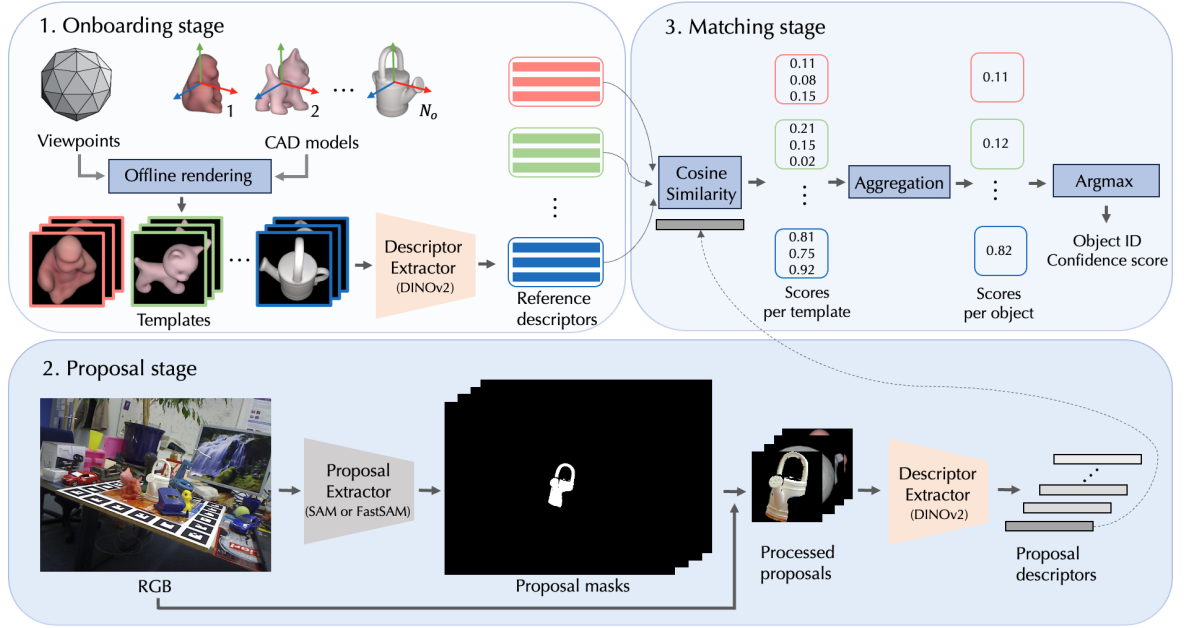 1. Onboarding stage
1
2
N_o
Viewpoints
CAD models
Offline rendering
Templates
Descriptor
Extractor
(DINOv2)
Reference
descriptors
3. Matching stage
Cosine
Similarity
0.11
0.08
0.15
0.21
0.15
0.02
0.81
0.75
0.92
Scores
per template
Aggregation
0.11
0.12
0.82
Scores
per object
Argmax
Object ID
Confidence score
2. Proposal stage
RGB
Proposal
Extractor
(SAM or FastSAM)
Proposal masks
Processed
proposals
Descriptor
Extractor
(DINOv2)
Proposal
descriptors